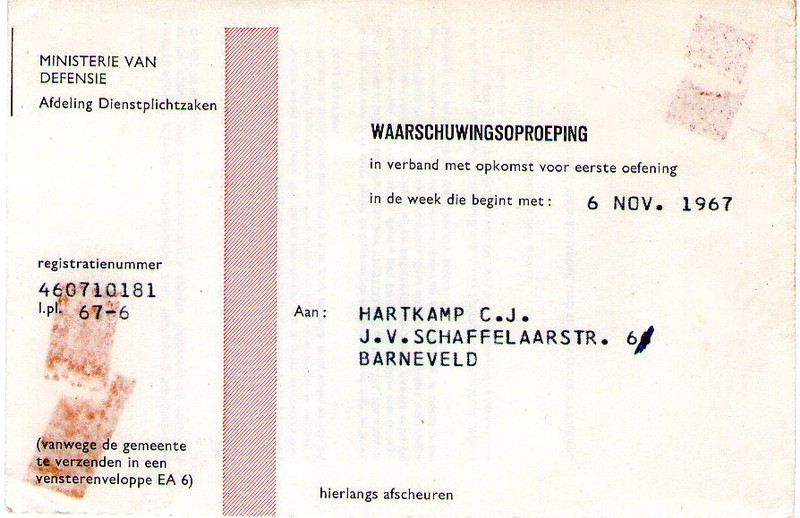 MINISTERIE VAN
DEFENSIE
Afdeling Dienstplichtzaken
WAARSCHUWINGSOPROEPING
in verband met opkomst voor eerste oefening
in de week die begint met: 6 NOV. 1967
registratienummer
460710181
l.pl. 67-6
Aan: HARTKAMP C.J.
J.V.SCHAFFELAARSTR. 6
BARNEVELD
(vanwege de gemeente
te verzenden in een
vensterenveloppe EA 6)
hierlangs afscheuren